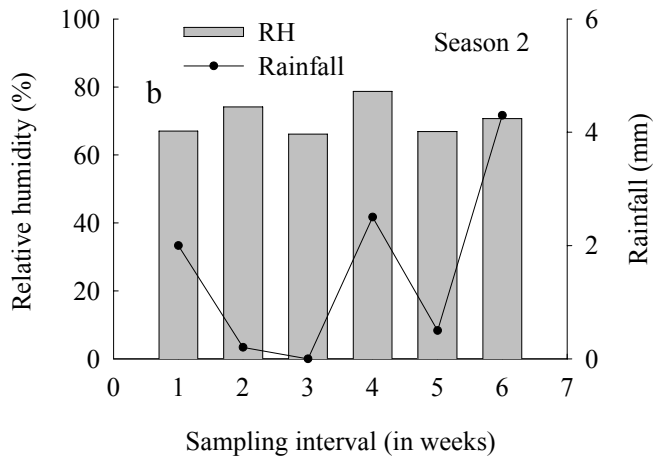 100
80
60
40
20
0
Relative humidity (%)
RH
Rainfall
Season 2
b
6
4
2
0
Rainfall (mm)
0 1 2 3 4 5 6 7
Sampling interval (in weeks)